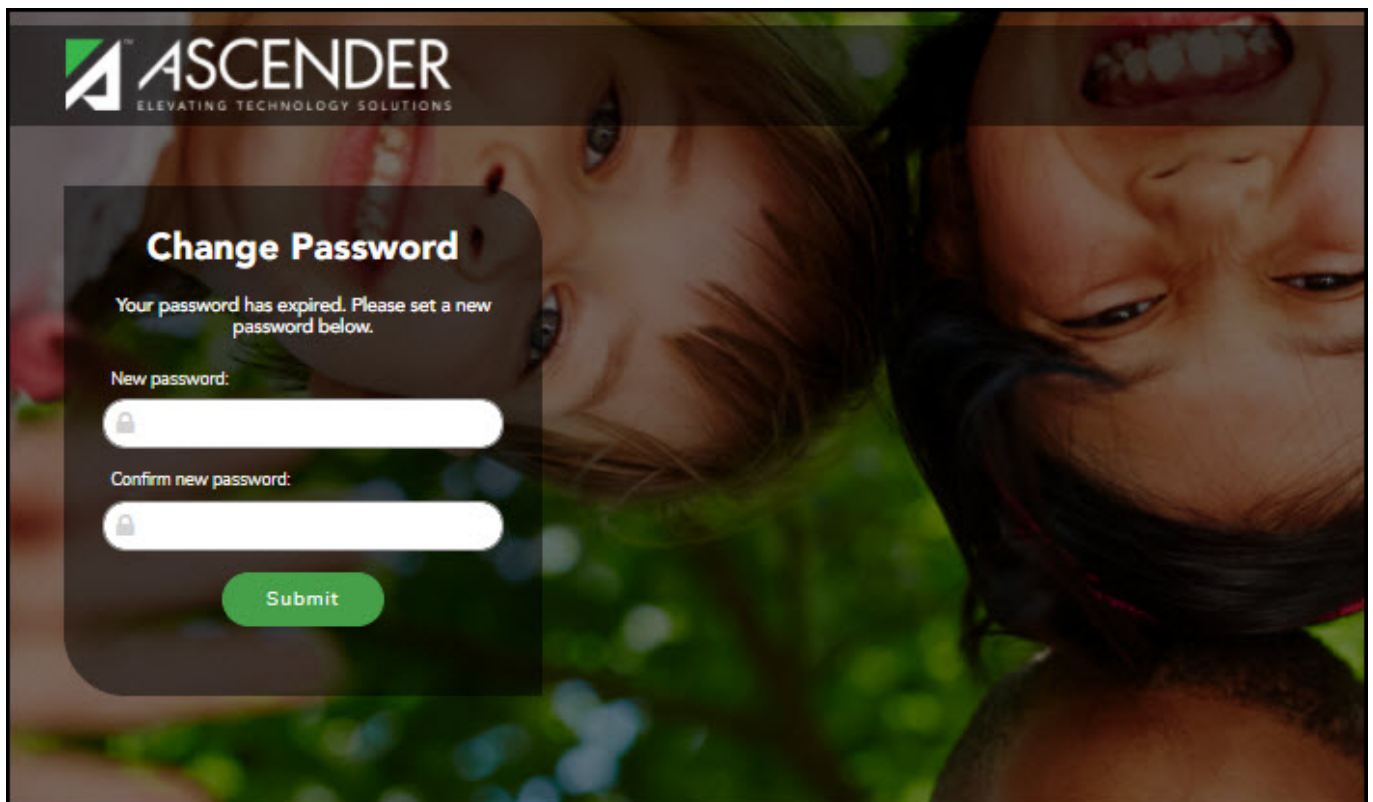 ASCENDER
ELEVATING TECHNOLOGY SOLUTIONS
Change Password
Your password has expired. Please set a new
password below.
New password:
Confirm new password:
Submit